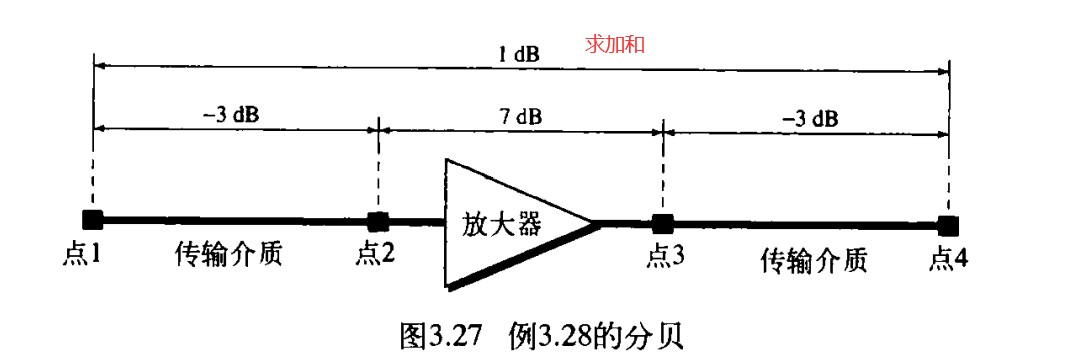 求加和
1 dB
−3 dB 7 dB −3 dB
放大器
点1 传输介质 点2 点3 传输介质 点4
图3.27 例3.28的分贝